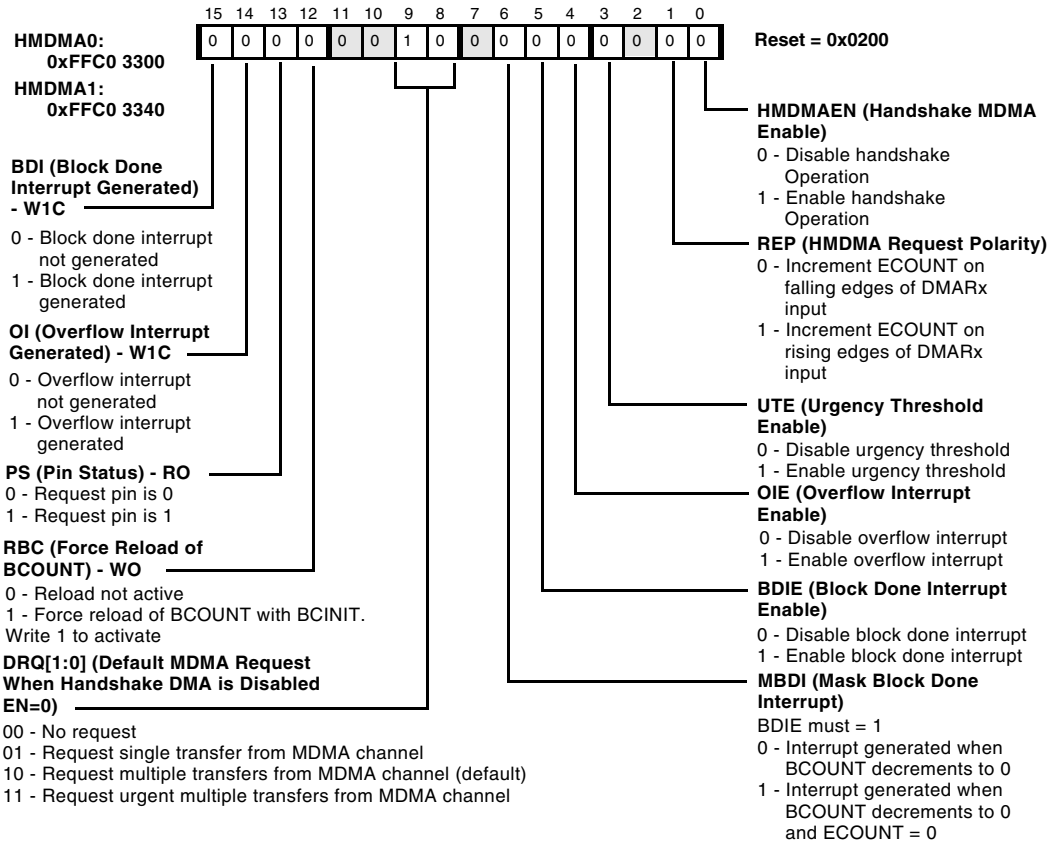 15 14 13 12 11 10 9 8 7 6 5 4 3 2 1 0
HMDMA0:
0xFFC0 3300
0 0 0 0 0 0 1 0 0 0 0 0 0 0 0 0
Reset = 0x0200
HMDMA1:
0xFFC0 3340
BDI (Block Done
Interrupt Generated)
- W1C
0 - Block done interrupt
not generated
1 - Block done interrupt
generated
OI (Overflow Interrupt
Generated) - W1C
0 - Overflow interrupt
not generated
1 - Overflow interrupt
generated
PS (Pin Status) - RO
0 - Request pin is 0
1 - Request pin is 1
RBC (Force Reload of
BCOUNT) - WO
0 - Reload not active
1 - Force reload of BCOUNT with BCINIT.
Write 1 to activate
DRQ[1:0] (Default MDMA Request
When Handshake DMA is Disabled
EN=0)
00 - No request
01 - Request single transfer from MDMA channel
10 - Request multiple transfers from MDMA channel (default)
11 - Request urgent multiple transfers from MDMA channel
HMDMAEN (Handshake MDMA
Enable)
0 - Disable handshake
Operation
1 - Enable handshake
Operation
REP (HMDMA Request Polarity)
0 - Increment ECOUNT on
falling edges of DMARx
input
1 - Increment ECOUNT on
rising edges of DMARx
input
UTE (Urgency Threshold
Enable)
0 - Disable urgency threshold
1 - Enable urgency threshold
OIE (Overflow Interrupt
Enable)
0 - Disable overflow interrupt
1 - Enable overflow interrupt
BDIE (Block Done Interrupt
Enable)
0 - Disable block done interrupt
1 - Enable block done interrupt
MBDI (Mask Block Done
Interrupt)
BDIE must = 1
0 - Interrupt generated when
BCOUNT decrements to 0
1 - Interrupt generated when
BCOUNT decrements to 0
and ECOUNT = 0